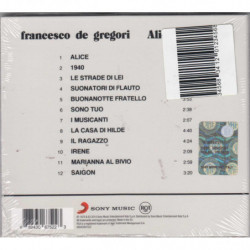 francesco de gregori Ali
1 ALICE
2 1940
3 LE STRADE DI LEI
4 SUONATORI DI FLAUTO
5 BUONANOTTE FRATELLO
6 SONO TUO
7 I MUSICANTI
8 LA CASA DI HILDE
9 IL RAGAZZO
10 IRENE
11 MARIANNA AL BIVIO
12 SAIGON
SONY MUSIC